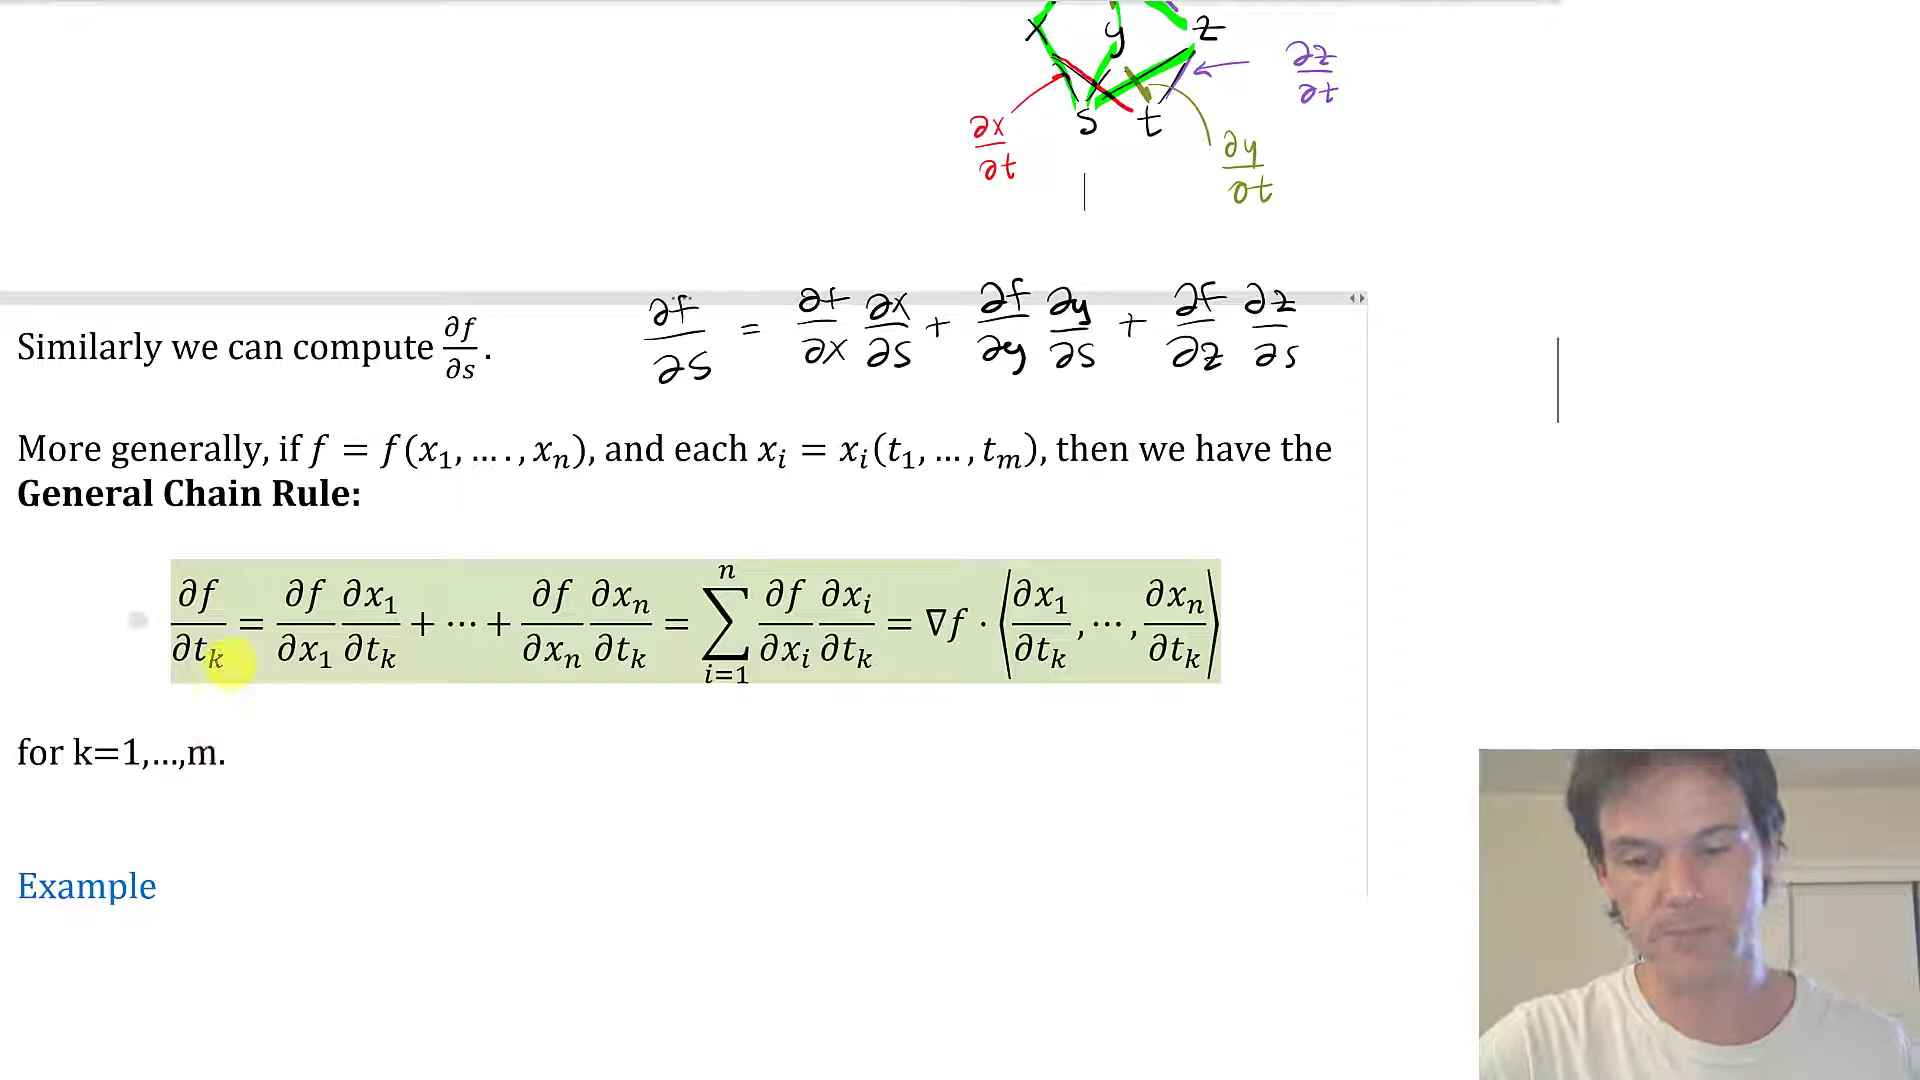 x y z
∂z/∂t
s t
∂x/∂t
∂y/∂t
Similarly we can compute ∂f/∂s. ∂f/∂s = ∂f/∂x ∂x/∂s + ∂f/∂y ∂y/∂s + ∂f/∂z ∂z/∂s
More generally, if f = f(x₁, … . , xₙ), and each xᵢ = xᵢ(t₁, … , tₘ), then we have the
General Chain Rule:
∂f/∂tₖ = ∂f/∂x₁ ∂x₁/∂tₖ + ⋯ + ∂f/∂xₙ ∂xₙ/∂tₖ = ∑ᵢ₌₁ⁿ ∂f/∂xᵢ ∂xᵢ/∂tₖ = ∇f · ⟨∂x₁/∂tₖ , ⋯ , ∂xₙ/∂tₖ⟩
for k=1,…,m.
Example